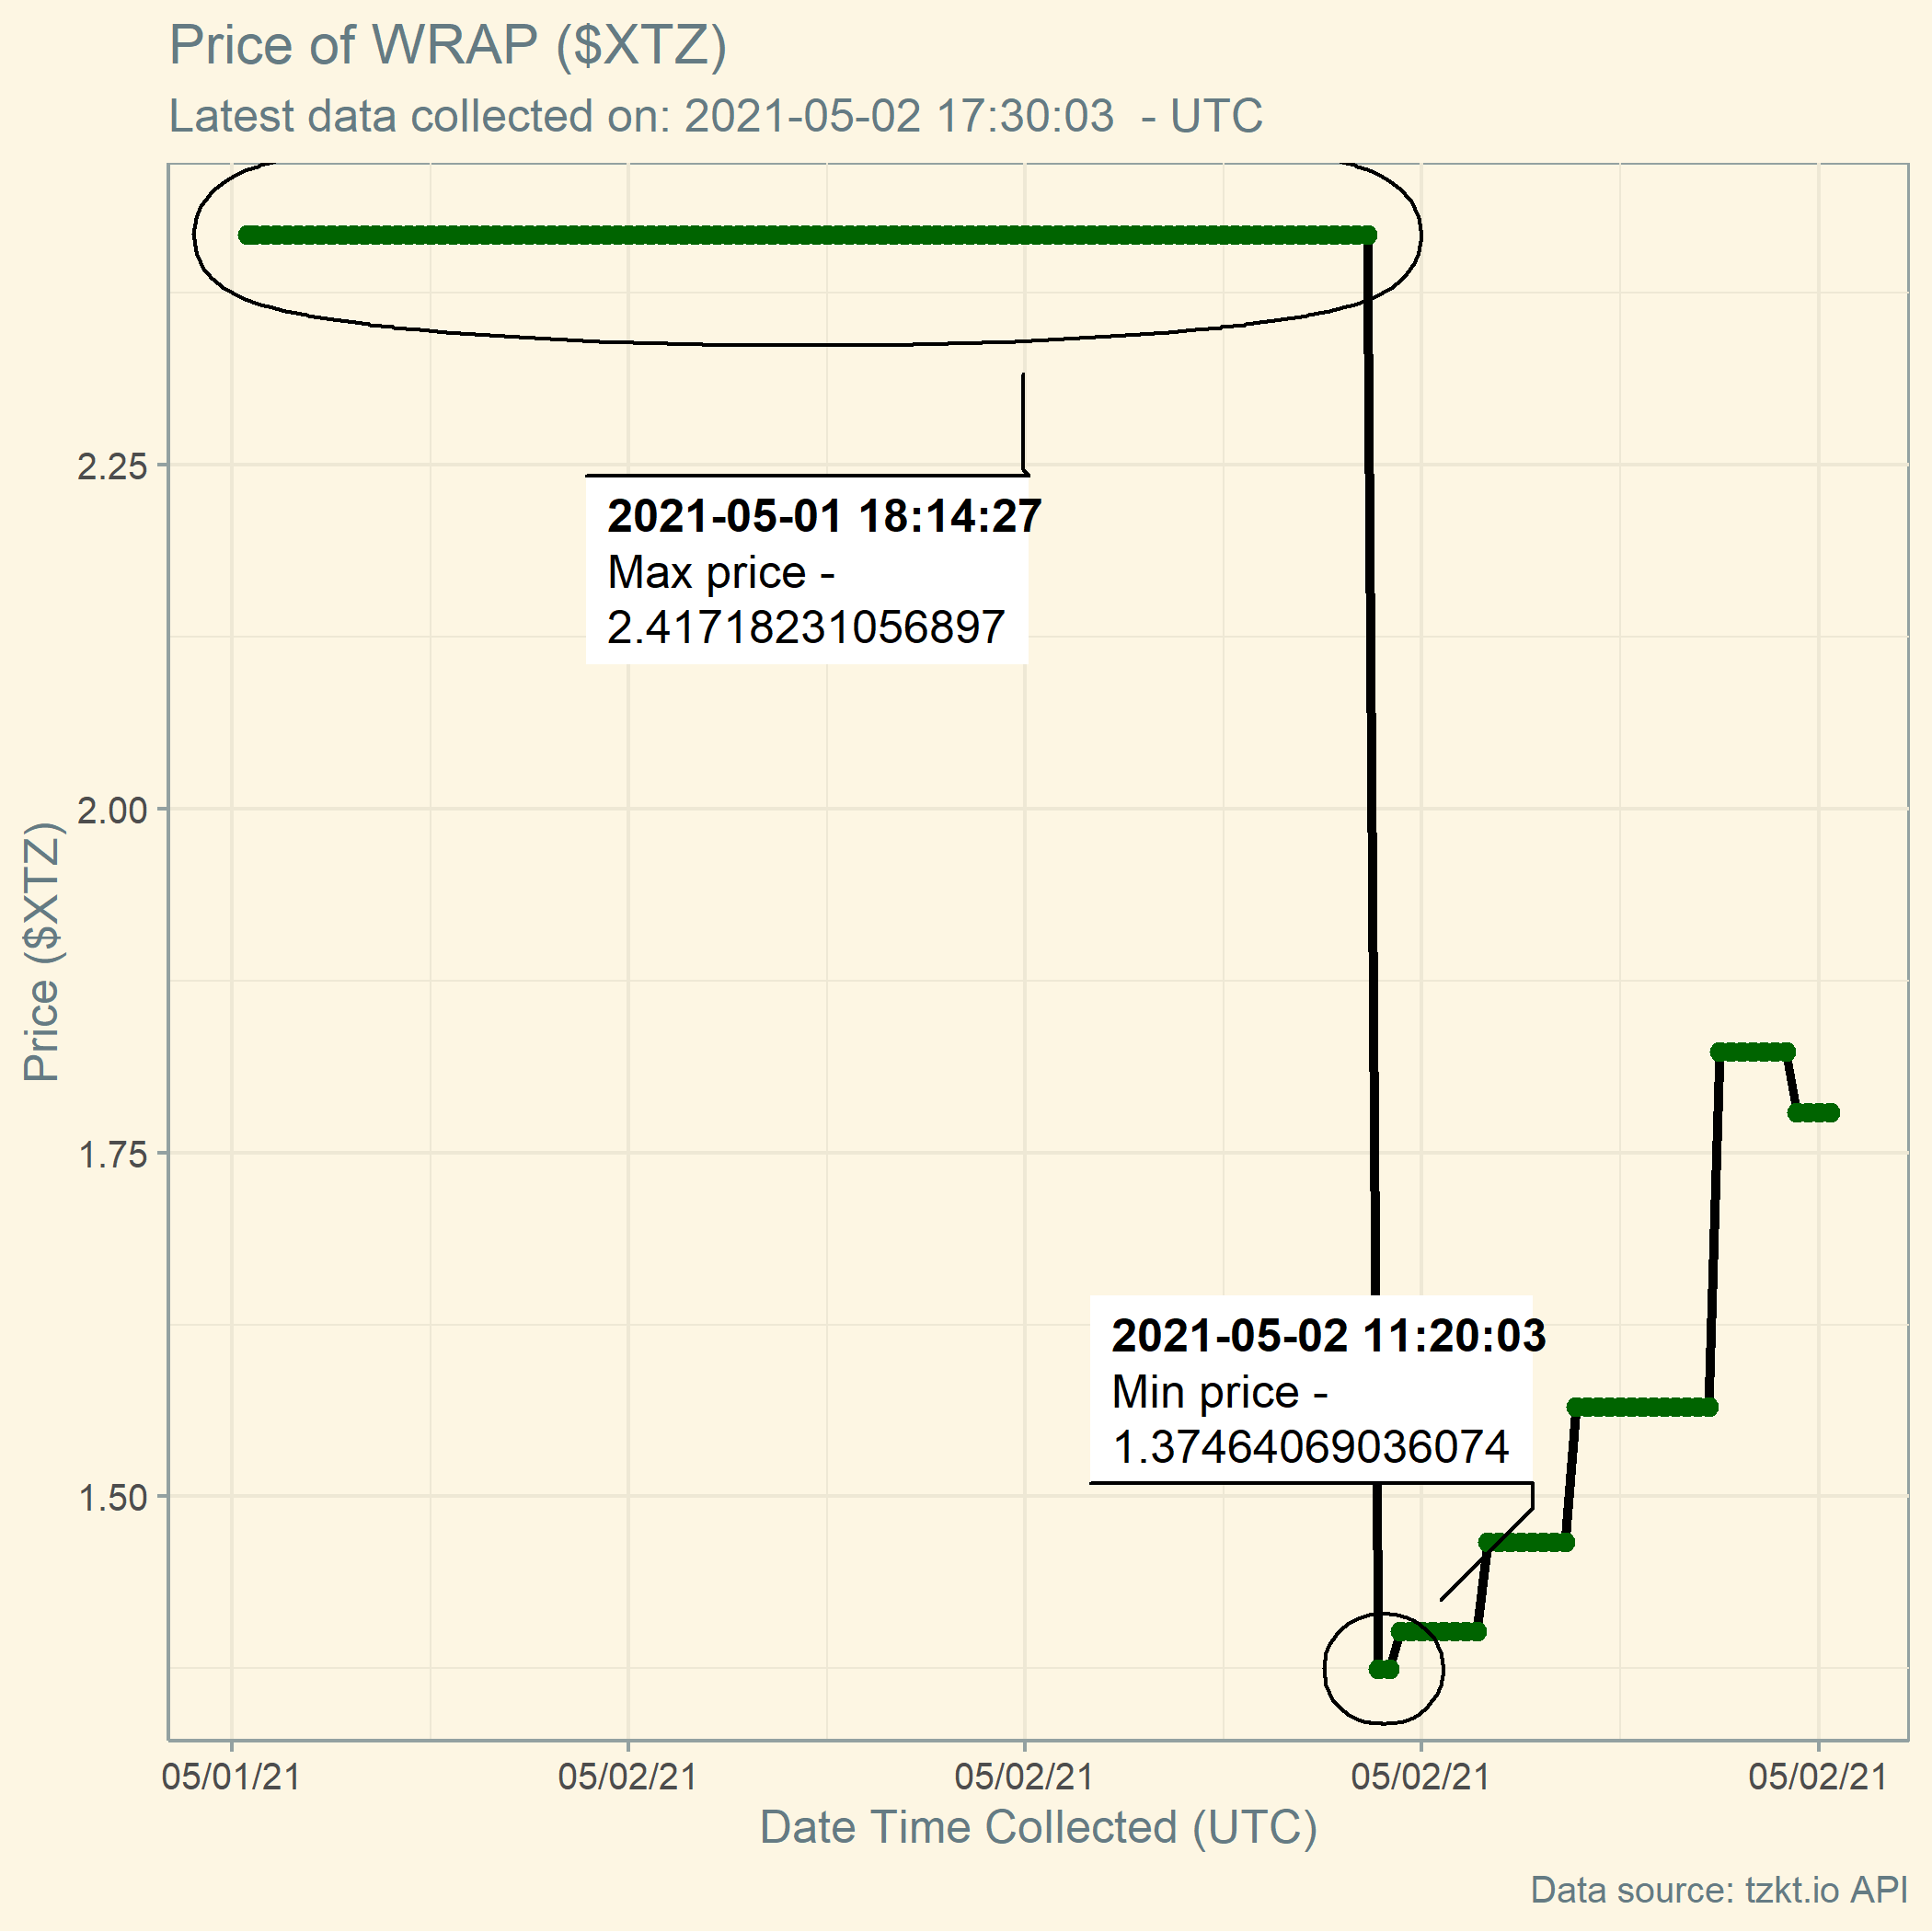 Price of WRAP ($XTZ)
Latest data collected on: 2021-05-02 17:30:03  - UTC
Price ($XTZ)
2.25
2.00
1.75
1.50
2021-05-01 18:14:27
Max price -
2.41718231056897
2021-05-02 11:20:03
Min price -
1.37464069036074
05/01/21
05/02/21
05/02/21
05/02/21
05/02/21
Date Time Collected (UTC)
Data source: tzkt.io API